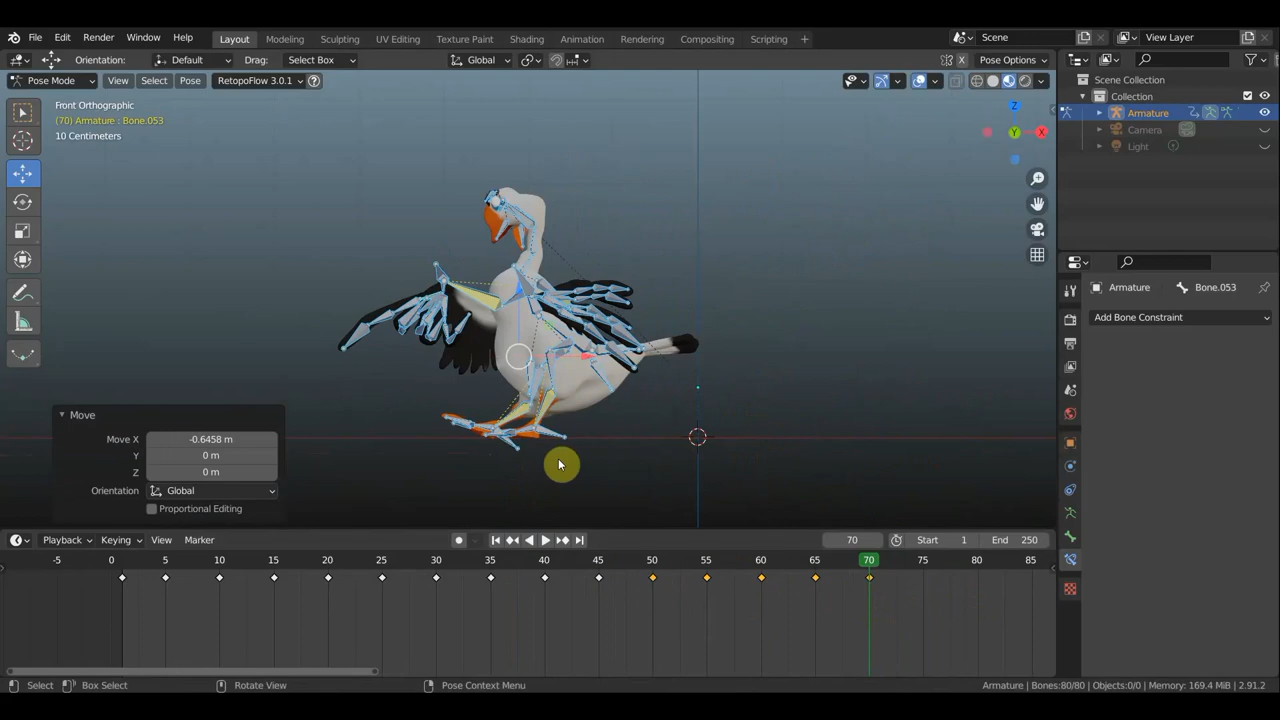 File Edit Render Window Help Layout Modeling Sculpting UV Editing Texture Paint Shading Animation Rendering Compositing Scripting + Scene View Layer
Orientation: Default Drag: Select Box Global Pose Options
Pose Mode View Select Pose RetopoFlow 3.0.1 ?
Scene Collection
Collection
Armature
Camera
Light
Front Orthographic
(70) Armature : Bone.053
10 Centimeters
Z
Y
X
Armature Bone.053
Add Bone Constraint
Move
Move X -0.6458 m
Y 0 m
Z 0 m
Orientation Global
Proportional Editing
Playback Keying View Marker 70 Start 1 End 250
-5 0 5 10 15 20 25 30 35 40 45 50 55 60 65 70 75 80 85
Select Box Select Rotate View Pose Context Menu Armature | Bones:80/80 | Objects:0/0 | Memory: 169.4 MiB | 2.91.2